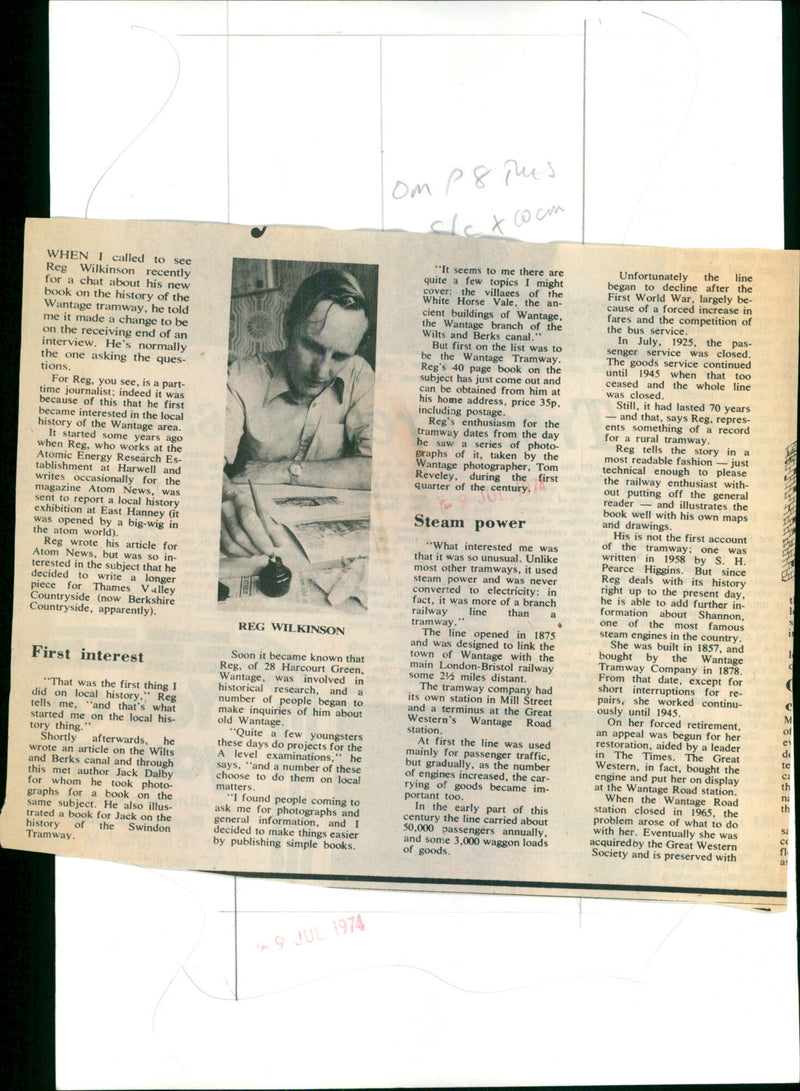 WHEN I called to see
Reg Wilkinson recently
for a chat about his new
book on the history of the
Wantage tramway, he told
me it made a change to be
on the receiving end of an
interview. He's normally
the one asking the ques-
tions.
For Reg, you see, is a part-
time journalist; indeed it was
because of this that he first
became interested in the local
history of the Wantage area.
It started some years ago
when Reg, who works at the
Atomic Energy Research Es-
tablishment at Harwell and
writes occasionally for the
magazine Atom News, was
sent to report a local history
exhibition at East Hanney (it
was opened by a big-wig in
the atom world).
Reg wrote his article for
Atom News, but was so in-
terested in the subject that he
decided to write a longer
piece for Thames Valley
Countryside (now Berkshire
Countryside, apparently).
First interest
"That was the first thing I
did on local history," Reg
tells me, "and that's what
started me on the local his-
tory thing."
Shortly afterwards, he
wrote an article on the Wilts
and Berks canal and through
this met author Jack Dalby
for whom he took photo-
graphs for a book on the
same subject. He also illus-
trated a book for Jack on the
history of the Swindon
Tramway.
REG WILKINSON
Soon it became known that
Reg, of 28 Harcourt Green,
Wantage, was involved in
historical research, and a
number of people began to
make inquiries of him about
old Wantage.
"Quite a few youngsters
these days do projects for the
A level examinations," he
says, "and a number of these
choose to do them on local
matters.
"I found people coming to
ask me for photographs and
general information, and I
decided to make things easier
by publishing simple books.
"It seems to me there are
quite a few topics I might
cover: the villages of the
White Horse Vale, the an-
cient buildings of Wantage,
the Wantage branch of the
Wilts and Berks canal."
But first on the list was to
be the Wantage Tramway.
Reg's 40 page book on the
subject has just come out and
can be obtained from him at
his home address, price 35p,
including postage.
Reg's enthusiasm for the
tramway dates from the day
he saw a series of photo-
graphs of it, taken by the
Wantage photographer, Tom
Reveley, during the first
quarter of the century.
Steam power
"What interested me was
that it was so unusual. Unlike
most other tramways, it used
steam power and was never
converted to electricity: in
fact, it was more of a branch
railway line than a
tramway."
The line opened in 1875
and was designed to link the
town of Wantage with the
main London-Bristol railway
some 2½ miles distant.
The tramway company had
its own station in Mill Street
and a terminus at the Great
Western's Wantage Road
station.
At first the line was used
mainly for passenger traffic,
but gradually, as the number
of engines increased, the car-
rying of goods became im-
portant too.
In the early part of this
century the line carried about
50,000 passengers annually,
and some 3,000 waggon loads
of goods.
Unfortunately the line
began to decline after the
First World War, largely be-
cause of a forced increase in
fares and the competition of
the bus service.
In July, 1925, the pas-
senger service was closed.
The goods service continued
until 1945 when that too
ceased and the whole line
was closed.
Still, it had lasted 70 years
— and that, says Reg, repres-
ents something of a record
for a rural tramway.
Reg tells the story in a
most readable fashion — just
technical enough to please
the railway enthusiast with-
out putting off the general
reader — and illustrates the
book well with his own maps
and drawings.
His is not the first account
of the tramway; one was
written in 1958 by S. H.
Pearce Higgins. But since
Reg deals with its history
right up to the present day,
he is able to add further in-
formation about Shannon,
one of the most famous
steam engines in the country.
She was built in 1857, and
bought by the Wantage
Tramway Company in 1878.
From that date, except for
short interruptions for re-
pairs, she worked continu-
ously until 1945.
On her forced retirement,
an appeal was begun for her
restoration, aided by a leader
in The Times. The Great
Western, in fact, bought the
engine and put her on display
at the Wantage Road station.
When the Wantage Road
station closed in 1965, the
problem arose of what to do
with her. Eventually she was
acquired by the Great Western
Society and is preserved with
9 JUL 1974